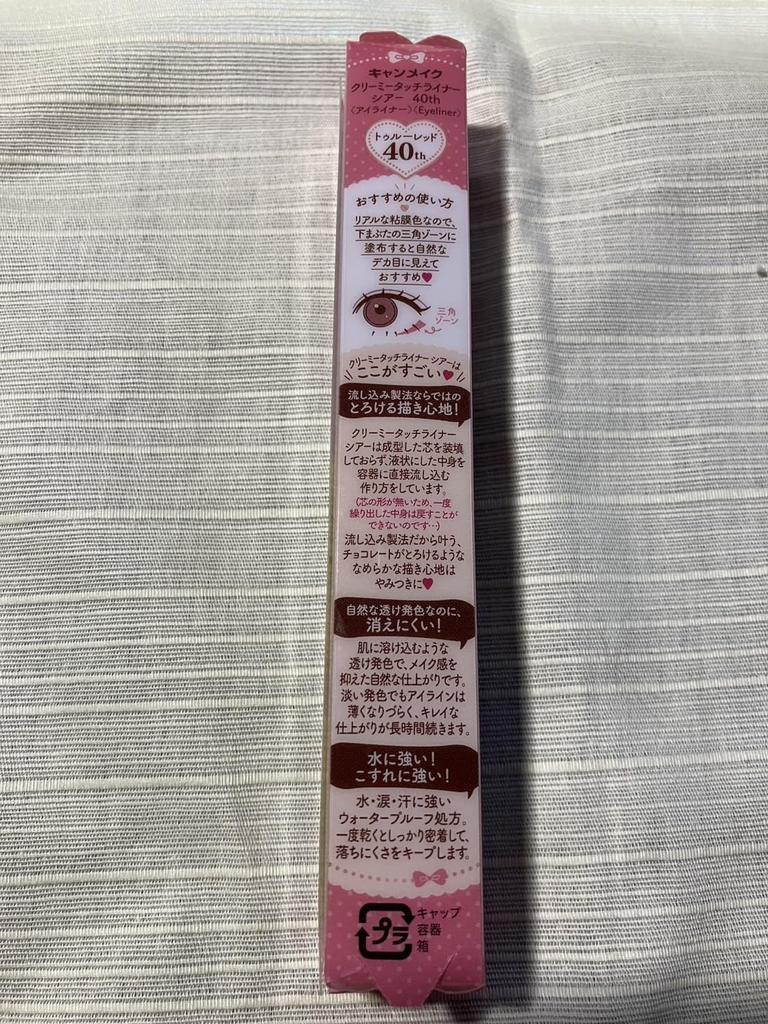 キャンメイク
クリーミータッチライナー
シアー 40th
〈アイライナー〉〈Eyeliner〉
トゥルーレッド
40th
おすすめの使い方
リアルな粘膜色なので、
下まぶたの三角ゾーンに
塗布すると自然な
デカ目に見えて
おすすめ♥
三角
ゾーン
クリーミータッチライナー シアーは
ここがすごい♥
流し込み製法ならではの
とろける描き心地!
クリーミータッチライナー
シアーは成型した芯を装填
しておらず、液状にした中身を
容器に直接流し込む
作り方をしています。
(芯の形が無いため、一度
繰り出した中身は戻すことが
できないのです…)
流し込み製法だから叶う、
チョコレートがとろけるような
なめらかな描き心地は
やみつきに♥
自然な透け発色なのに、
消えにくい!
肌に溶け込むような
透け発色で、メイク感を
抑えた自然な仕上がりです。
淡い発色でもアイラインは
薄くなりづらく、キレイな
仕上がりが長時間続きます。
水に強い!
こすれに強い!
水・涙・汗に強い
ウォータープルーフ処方。
一度乾くとしっかり密着して、
落ちにくさをキープします。
プラ
キャップ
容器
箱